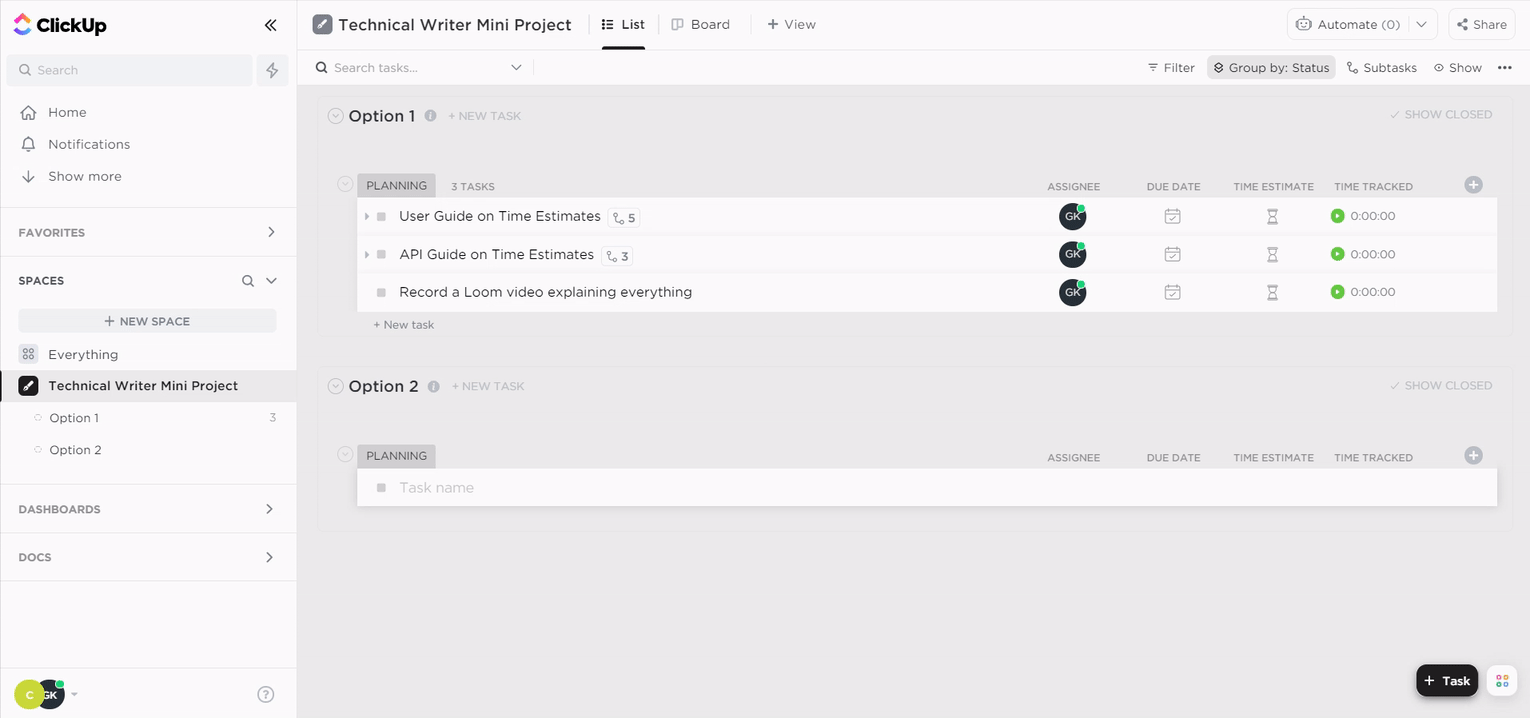 ClickUp
Search
Home
Notifications
Show more
FAVORITES
SPACES
+ NEW SPACE
Everything
Technical Writer Mini Project
Option 1 3
Option 2
DASHBOARDS
DOCS
C GK
Technical Writer Mini Project List Board + View Automate (0) Share
Search tasks... Filter Group by: Status Subtasks Show
Option 1 + NEW TASK SHOW CLOSED
PLANNING 3 TASKS ASSIGNEE DUE DATE TIME ESTIMATE TIME TRACKED
User Guide on Time Estimates 5 GK 0:00:00
API Guide on Time Estimates 3 GK 0:00:00
Record a Loom video explaining everything GK 0:00:00
+ New task
Option 2 + NEW TASK SHOW CLOSED
PLANNING ASSIGNEE DUE DATE TIME ESTIMATE TIME TRACKED
Task name
+ Task